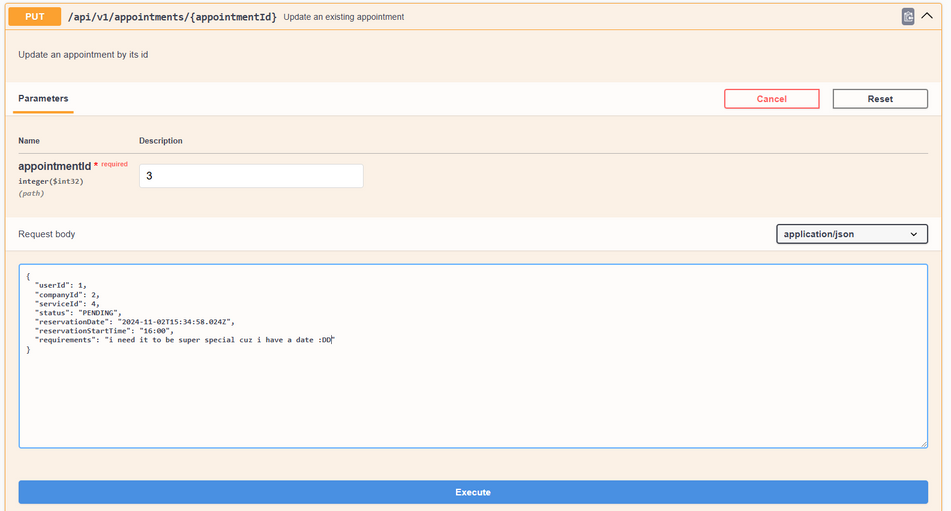 PUT /api/v1/appointments/{appointmentId} Update an existing appointment
Update an appointment by its id
Parameters
Cancel
Reset
Name Description
appointmentId * required
integer($int32)
(path)
3
Request body
application/json
{
"userId": 1,
"companyId": 2,
"serviceId": 4,
"status": "PENDING",
"reservationDate": "2024-11-02T15:34:58.024Z",
"reservationStartTime": "16:00",
"requirements": "i need it to be super special cuz i have a date :DD"
}
Execute